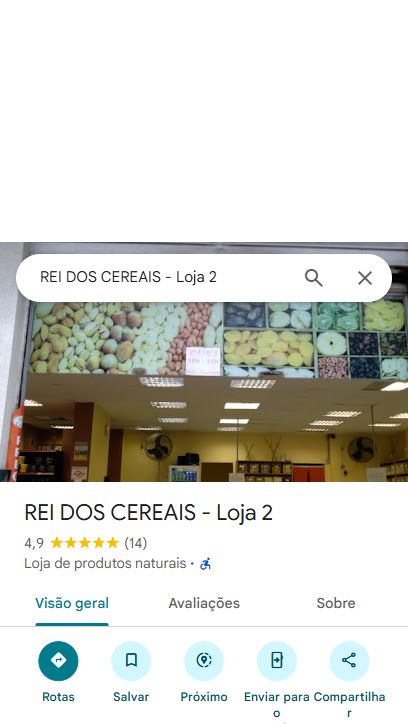 REI DOS CEREAIS - Loja 2
REI DOS CEREAIS - Loja 2
4,9 (14)
Loja de produtos naturais ·
Visão geral Avaliações Sobre
Rotas Salvar Próximo Enviar para o Compartilhar